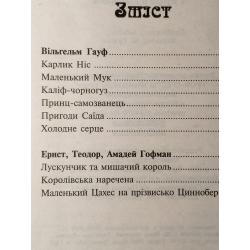 Зміст
Вільгельм Гауф
Карлик Ніс
Маленький Мук
Каліф-чорногуз
Принц-самозванець
Пригоди Саїда
Холодне серце
Ернст, Теодор, Амадей Гофман
Лускунчик та мишачий король
Королівська наречена
Маленький Цахес на прізвисько Циннобер